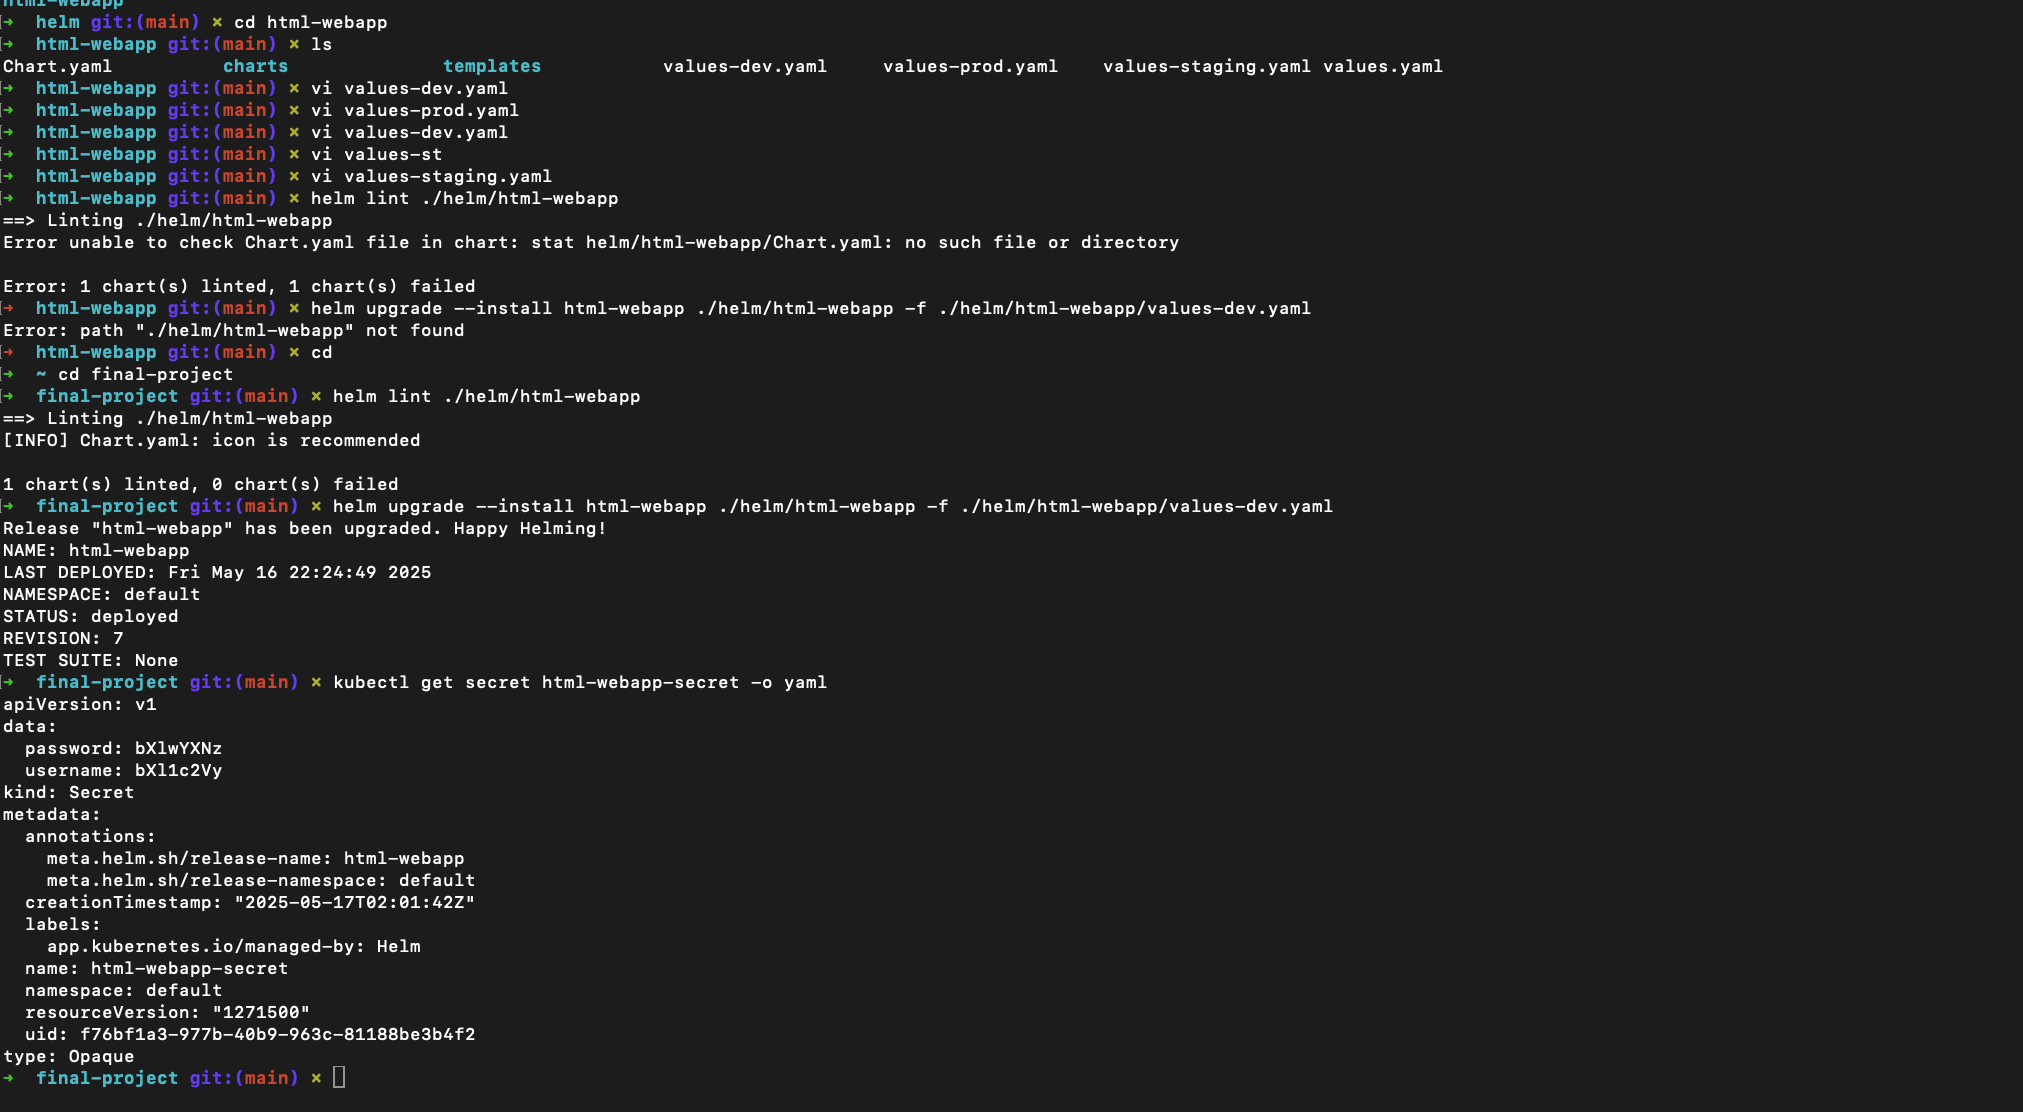 html-webapp
➜  helm git:(main) ✗ cd html-webapp
➜  html-webapp git:(main) ✗ ls
Chart.yaml          charts              templates           values-dev.yaml     values-prod.yaml    values-staging.yaml values.yaml
➜  html-webapp git:(main) ✗ vi values-dev.yaml
➜  html-webapp git:(main) ✗ vi values-prod.yaml
➜  html-webapp git:(main) ✗ vi values-dev.yaml
➜  html-webapp git:(main) ✗ vi values-st
➜  html-webapp git:(main) ✗ vi values-staging.yaml
➜  html-webapp git:(main) ✗ helm lint ./helm/html-webapp
==> Linting ./helm/html-webapp
Error unable to check Chart.yaml file in chart: stat helm/html-webapp/Chart.yaml: no such file or directory

Error: 1 chart(s) linted, 1 chart(s) failed
➜  html-webapp git:(main) ✗ helm upgrade --install html-webapp ./helm/html-webapp -f ./helm/html-webapp/values-dev.yaml
Error: path "./helm/html-webapp" not found
➜  html-webapp git:(main) ✗ cd
➜  ~ cd final-project
➜  final-project git:(main) ✗ helm lint ./helm/html-webapp
==> Linting ./helm/html-webapp
[INFO] Chart.yaml: icon is recommended

1 chart(s) linted, 0 chart(s) failed
➜  final-project git:(main) ✗ helm upgrade --install html-webapp ./helm/html-webapp -f ./helm/html-webapp/values-dev.yaml
Release "html-webapp" has been upgraded. Happy Helming!
NAME: html-webapp
LAST DEPLOYED: Fri May 16 22:24:49 2025
NAMESPACE: default
STATUS: deployed
REVISION: 7
TEST SUITE: None
➜  final-project git:(main) ✗ kubectl get secret html-webapp-secret -o yaml
apiVersion: v1
data:
  password: bXlwYXNz
  username: bXl1c2Vy
kind: Secret
metadata:
  annotations:
    meta.helm.sh/release-name: html-webapp
    meta.helm.sh/release-namespace: default
  creationTimestamp: "2025-05-17T02:01:42Z"
  labels:
    app.kubernetes.io/managed-by: Helm
  name: html-webapp-secret
  namespace: default
  resourceVersion: "1271500"
  uid: f76bf1a3-977b-40b9-963c-81188be3b4f2
type: Opaque
➜  final-project git:(main) ✗